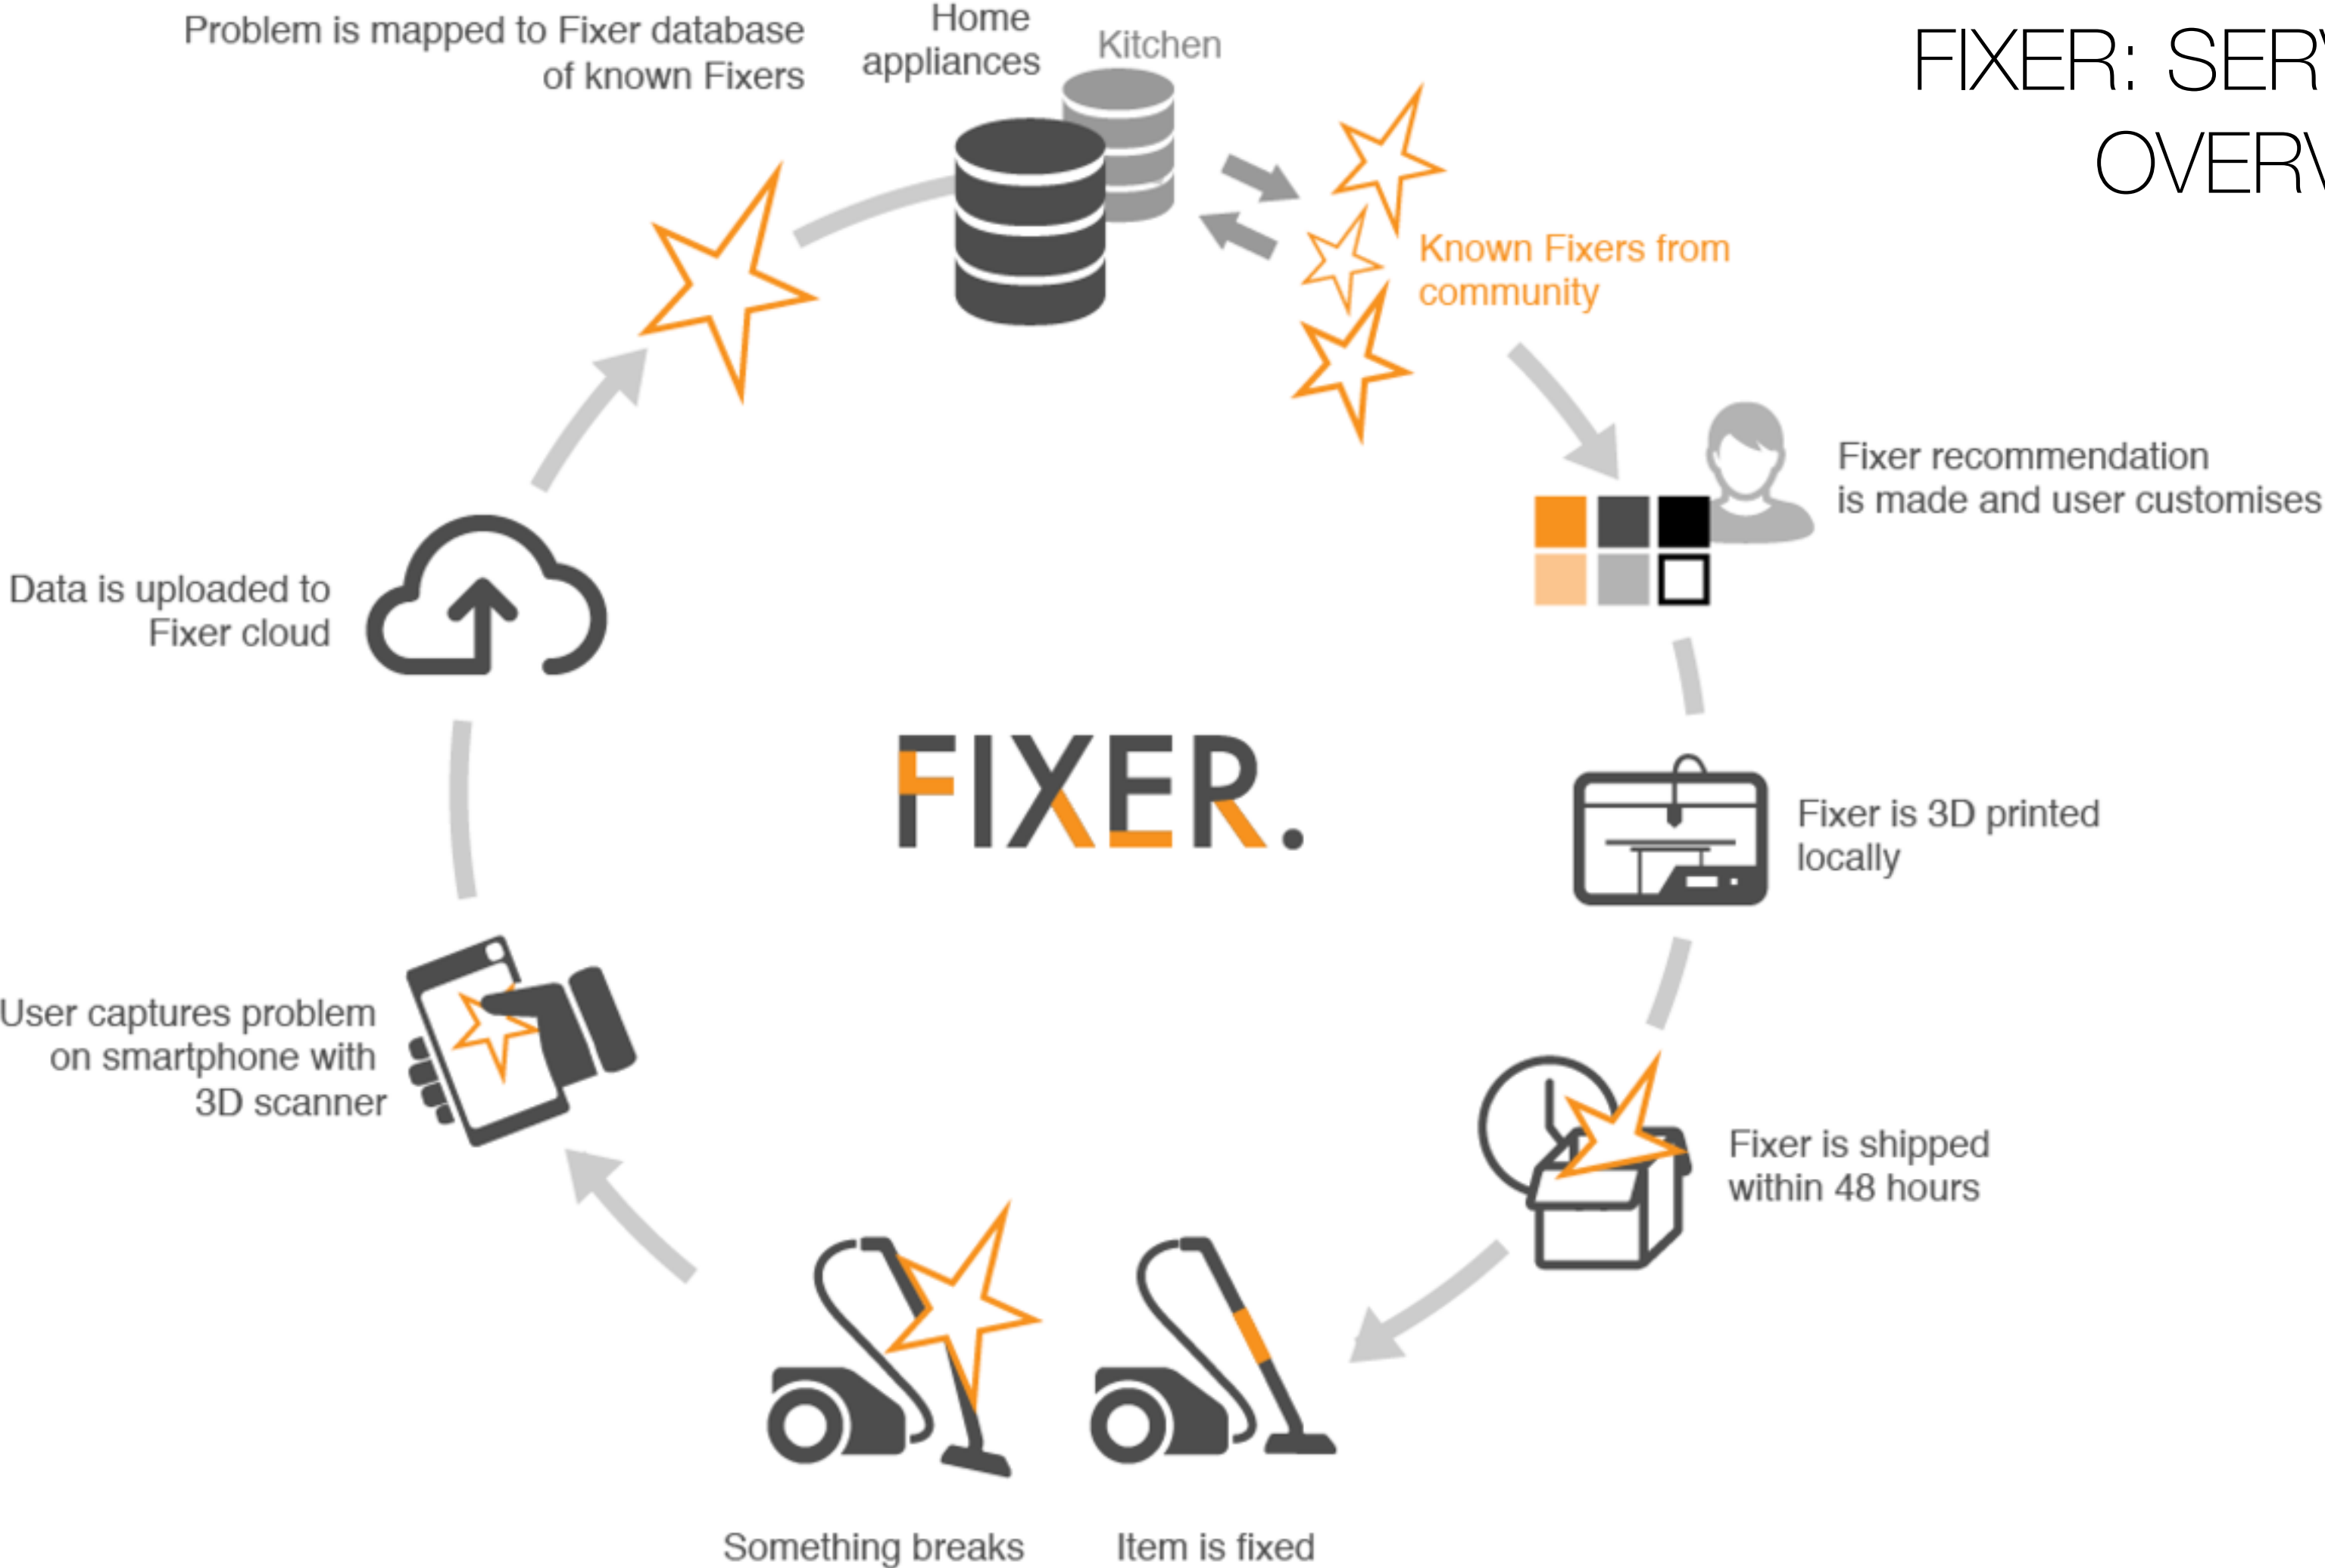 FIXER: SER
OVER
Problem is mapped to Fixer database
of known Fixers
Home
appliances
Kitchen
Known Fixers from
community
Fixer recommendation
is made and user customises
Data is uploaded to
Fixer cloud
FIXER.
Fixer is 3D printed
locally
User captures problem
on smartphone with
3D scanner
Fixer is shipped
within 48 hours
Something breaks
Item is fixed